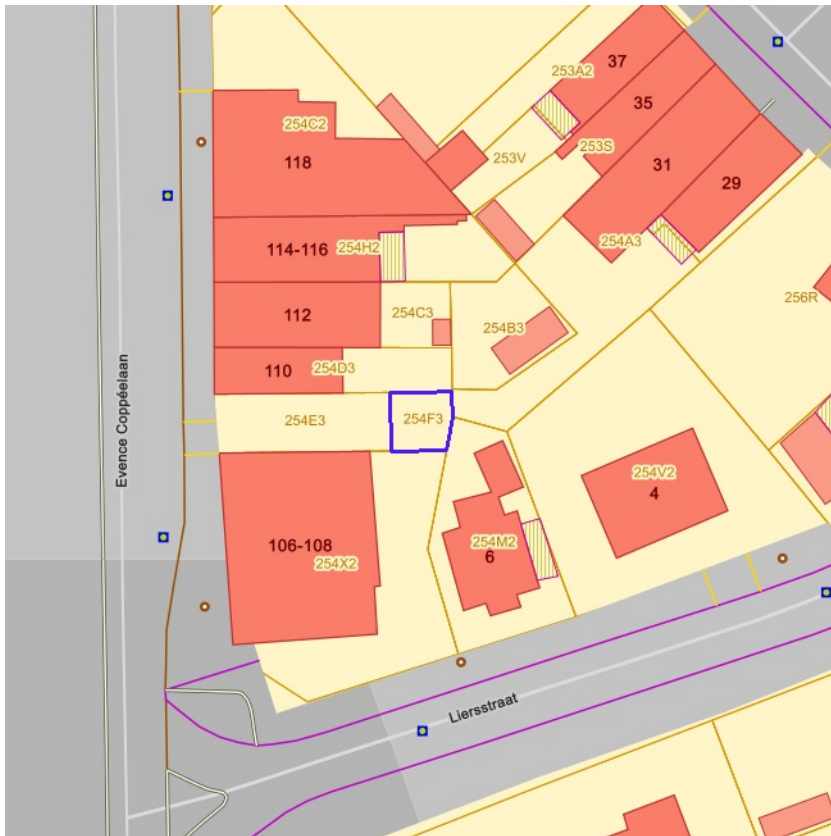 37
253A2
35
254C2
253S
118
253V
31
29
254A3
114-116
254H2
256R
112
254C3
254B3
110
254D3
254E3
254F3
Evence Coppéelaan
254V2
4
106-108
254X2
254M2
6
Liersstraat